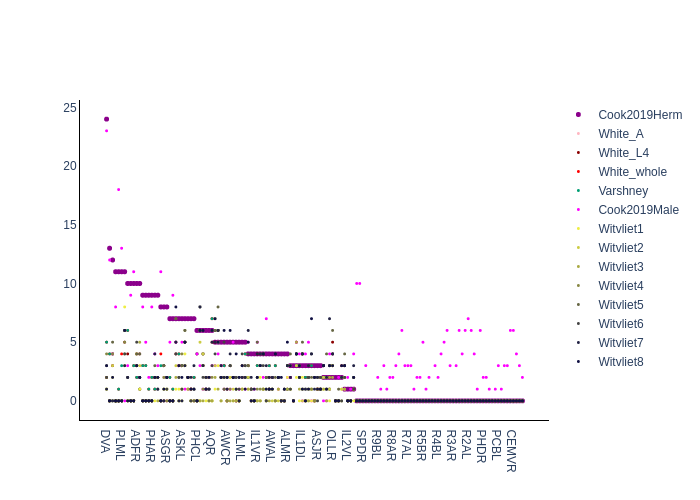 25
20
15
10
5
0
DVA
PLML
ADFR
PHAR
ASGR
ASKL
PHCL
AQR
AWCR
ALML
IL1VR
AWAL
ALMR
IL1DL
ASJR
OLLR
IL2VL
SPDR
R9BL
R8AR
R7AL
R5BR
R4BL
R3AR
R2AL
PHDR
PCBL
CEMVR
Cook2019Herm
White_A
White_L4
White_whole
Varshney
Cook2019Male
Witvliet1
Witvliet2
Witvliet3
Witvliet4
Witvliet5
Witvliet6
Witvliet7
Witvliet8